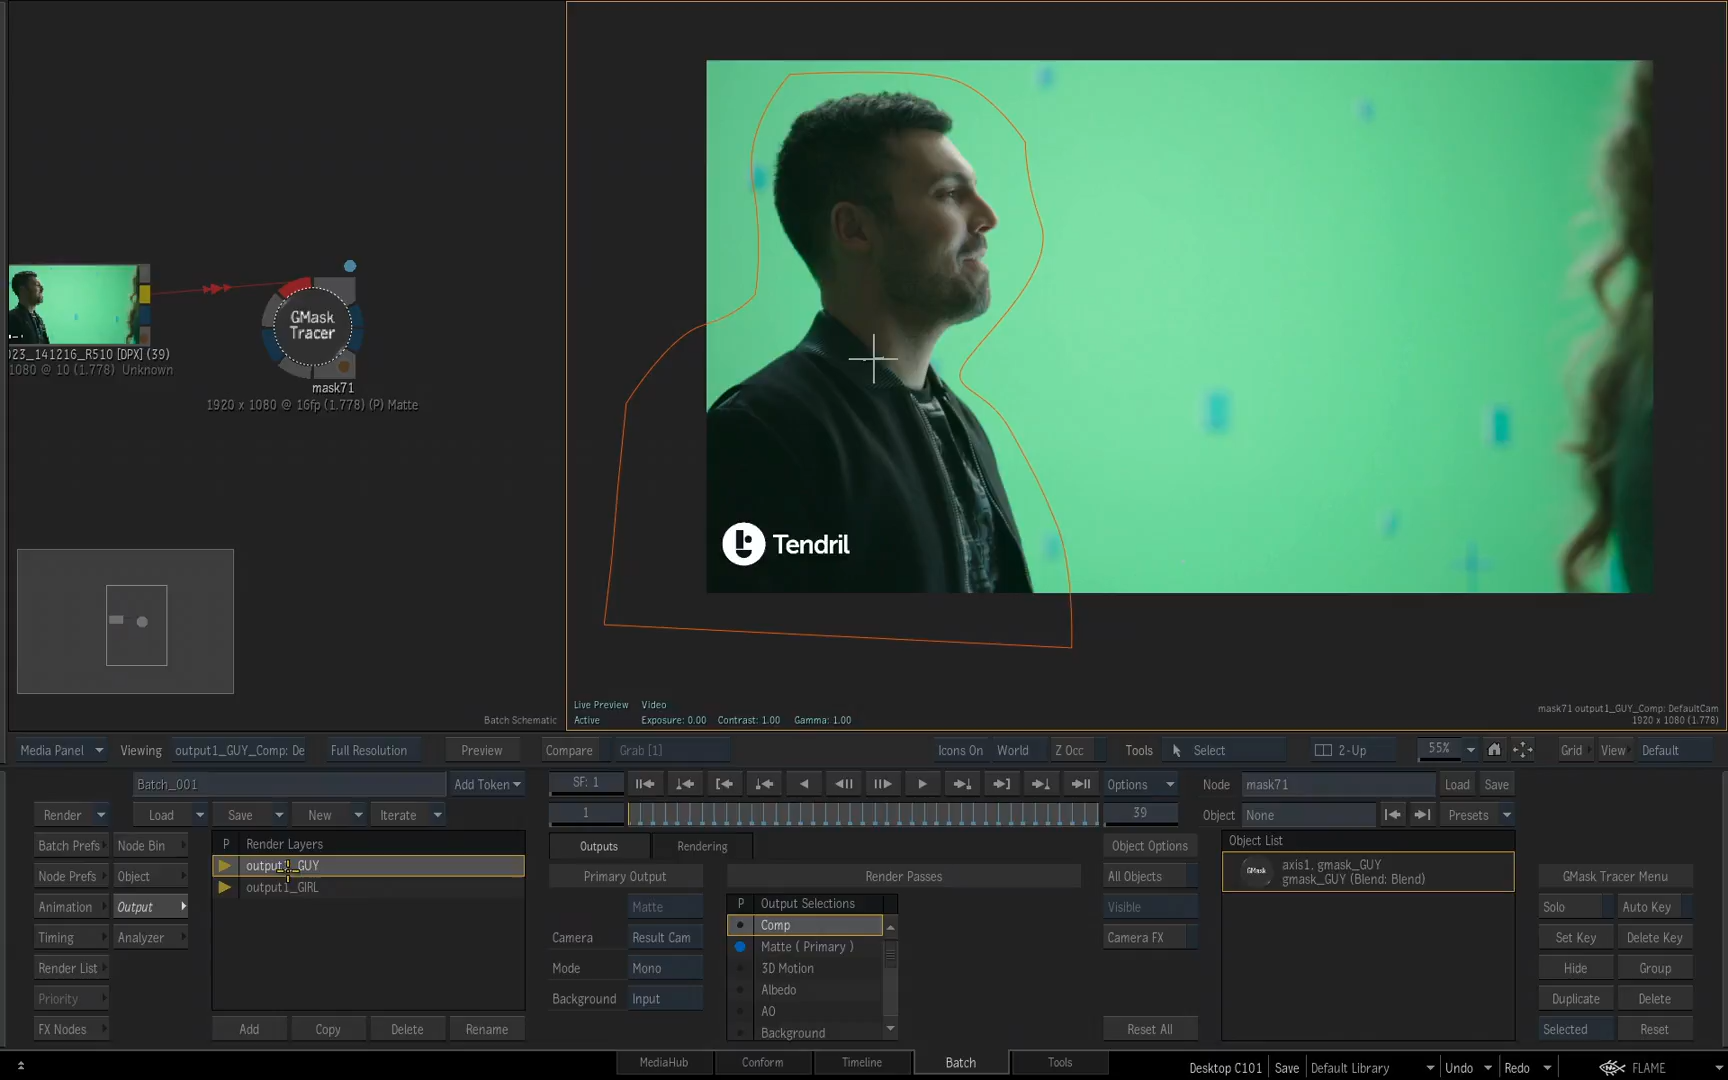 GMask
Tracer
023_141216_R510 [DPX] (39)
1080 @ 10 (1.778) Unknown
mask71
1920 x 1080 @ 16fp (1.778) (P) Matte
Tendril
Live Preview Video
Active Exposure: 0.00 Contrast: 1.00 Gamma: 1.00
Batch Schematic
mask71 output1_GUY_Comp: DefaultCam
1920 x 1080 (1.778)
Media Panel Viewing output1_GUY_Comp: De Full Resolution Preview Compare Grab [1] Icons On World Z Occ Tools Select 2-Up 55% Grid View Default
Batch_001 Add Token SF: 1 Options Node mask71 Load Save
Render Load Save New Iterate 1 39 Object None Presets
Batch Prefs Node Bin P Render Layers Outputs Rendering Object Options Object List
Node Prefs Object output1_GUY Primary Output Render Passes All Objects axis1, gmask_GUY GMask Tracer Menu
gmask_GUY (Blend: Blend)
output1_GIRL
Animation Output Matte P Output Selections Visible Solo Auto Key
Comp
Timing Analyzer Camera Result Cam Matte ( Primary ) Camera FX Set Key Delete Key
Render List Mode Mono 3D Motion Hide Group
Priority Background Input Albedo Duplicate Delete
AO
FX Nodes Add Copy Delete Rename Background Reset All Selected Reset
MediaHub Conform Timeline Batch Tools Desktop C101 Save Default Library Undo Redo FLAME